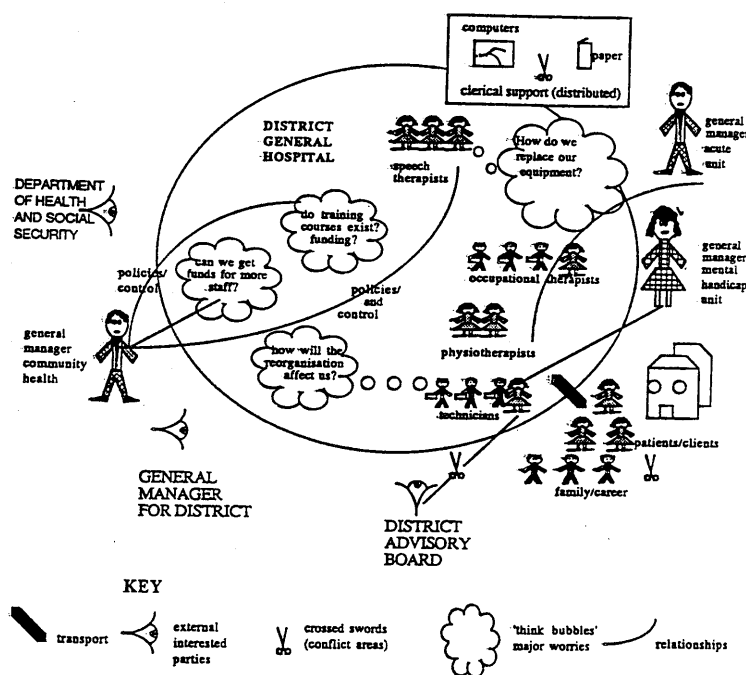 computers
paper
clerical support (distributed)
DISTRICT
GENERAL
HOSPITAL
speech
therapists
How do we
replace our
equipment?
general
manager
acute
unit
DEPARTMENT
OF HEALTH
AND SOCIAL
SECURITY
do training
courses exist?
funding?
can we get
funds for more
staff?
policies/
control
policies/
and
control
occupational therapists
general
manager
mental
handicap
unit
general
manager
community
health
physiotherapists
how will the
reorganisation
affect us?
technicians
patients/clients
family/career
GENERAL
MANAGER
FOR DISTRICT
DISTRICT
ADVISORY
BOARD
KEY
transport
external
interested
parties
crossed swords
(conflict areas)
'think bubbles'
major worries
relationships